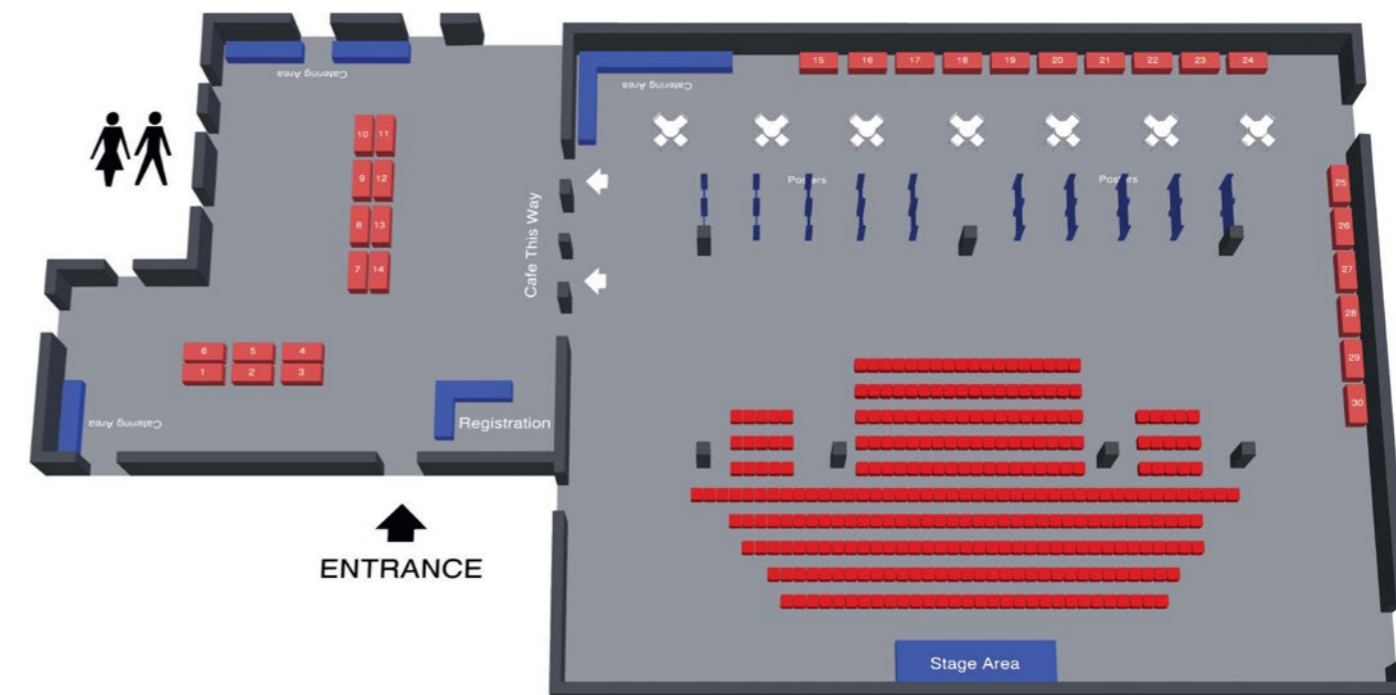 Catering Area
Catering Area
15 16 17 18 19 20 21 22 23 24
10 11
9 12
8 13
7 14
Cafe This Way
Posters
Posters
25
26
27
28
29
30
6 5 4
1 2 3
Catering Area
Registration
ENTRANCE
Stage Area